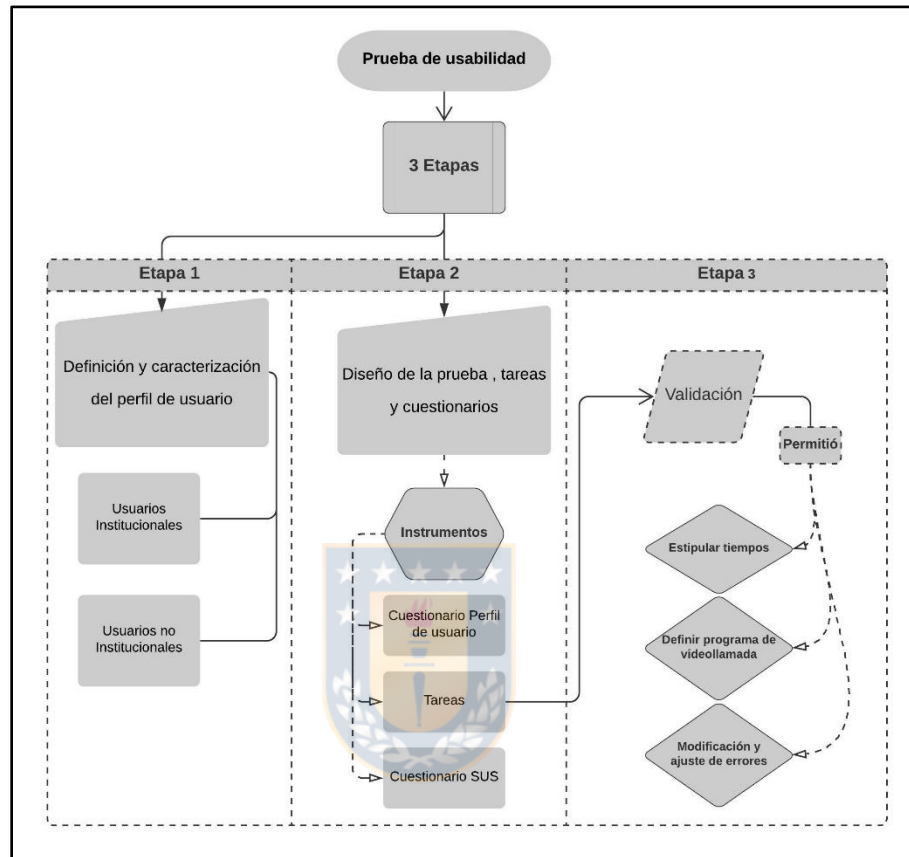 Prueba de usabilidad
3 Etapas
Etapa 1
Etapa 2
Etapa 3
Definición y caracterización
del perfil de usuario
Usuarios
Institucionales
Usuarios no
Institucionales
Diseño de la prueba , tareas
y cuestionarios
Instrumentos
Cuestionario Perfil
de usuario
Tareas
Cuestionario SUS
Validación
Permitió
Estipular tiempos
Definir programa de
videollamada
Modificación y
ajuste de errores